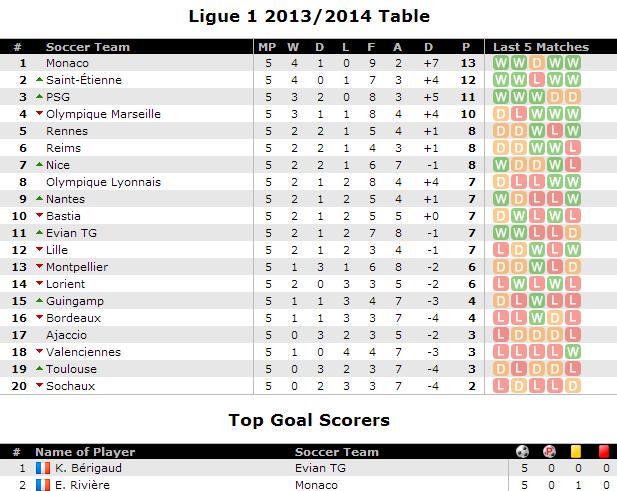 Ligue 1 2013/2014 Table
# Soccer Team MP W D L F A D P Last 5 Matches
1 Monaco 5 4 1 0 9 2 +7 13 W W D W W
2 Saint-Étienne 5 4 0 1 7 3 +4 12 W W L W W
3 PSG 5 3 2 0 8 3 +5 11 W W W D D
4 Olympique Marseille 5 3 1 1 8 4 +4 10 D L W W W
5 Rennes 5 2 2 1 5 4 +1 8 D D W L W
6 Reims 5 2 2 1 4 3 +1 8 D D W W L
7 Nice 5 2 2 1 6 7 -1 8 W D D W L
8 Olympique Lyonnais 5 2 1 2 8 4 +4 7 D L L W W
9 Nantes 5 2 1 2 5 4 +1 7 W D L L W
10 Bastia 5 2 1 2 5 5 +0 7 D W L W L
11 Evian TG 5 2 1 2 7 8 -1 7 W W L L D
12 Lille 5 2 1 2 3 4 -1 7 L D W L W
13 Montpellier 5 1 3 1 6 8 -2 6 D D W L D
14 Lorient 5 2 0 3 3 5 -2 6 L W L W L
15 Guingamp 5 1 1 3 4 7 -3 4 D L W L L
16 Bordeaux 5 1 1 3 4 7 -3 4 L L W D L
17 Ajaccio 5 0 3 2 3 5 -2 3 L D D D L
18 Valenciennes 5 1 0 4 4 7 -3 3 L L L L W
19 Toulouse 5 0 3 2 3 7 -4 3 L D D D L
20 Sochaux 5 0 2 3 3 7 -4 2 D L L L D
Top Goal Scorers
# Name of Player Soccer Team P
1 K. Bérigaud Evian TG 5 0 0 0
2 E. Rivière Monaco 5 0 1 0